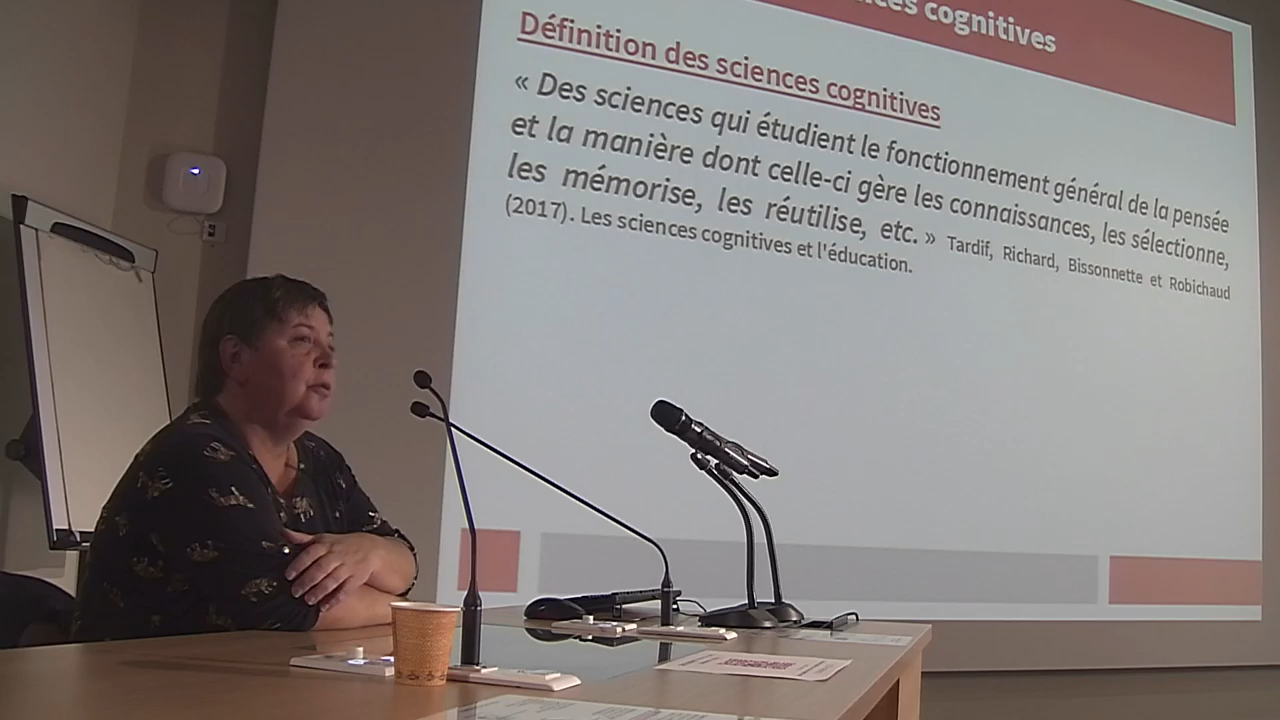 cognitives
Définition des sciences cognitives
« Des sciences qui étudient le fonctionnement général de la pensée
et la manière dont celle-ci gère les connaissances, les sélectionne,
les mémorise, les réutilise, etc. » Tardif, Richard, Bissonnette et Robichaud
(2017). Les sciences cognitives et l'éducation.